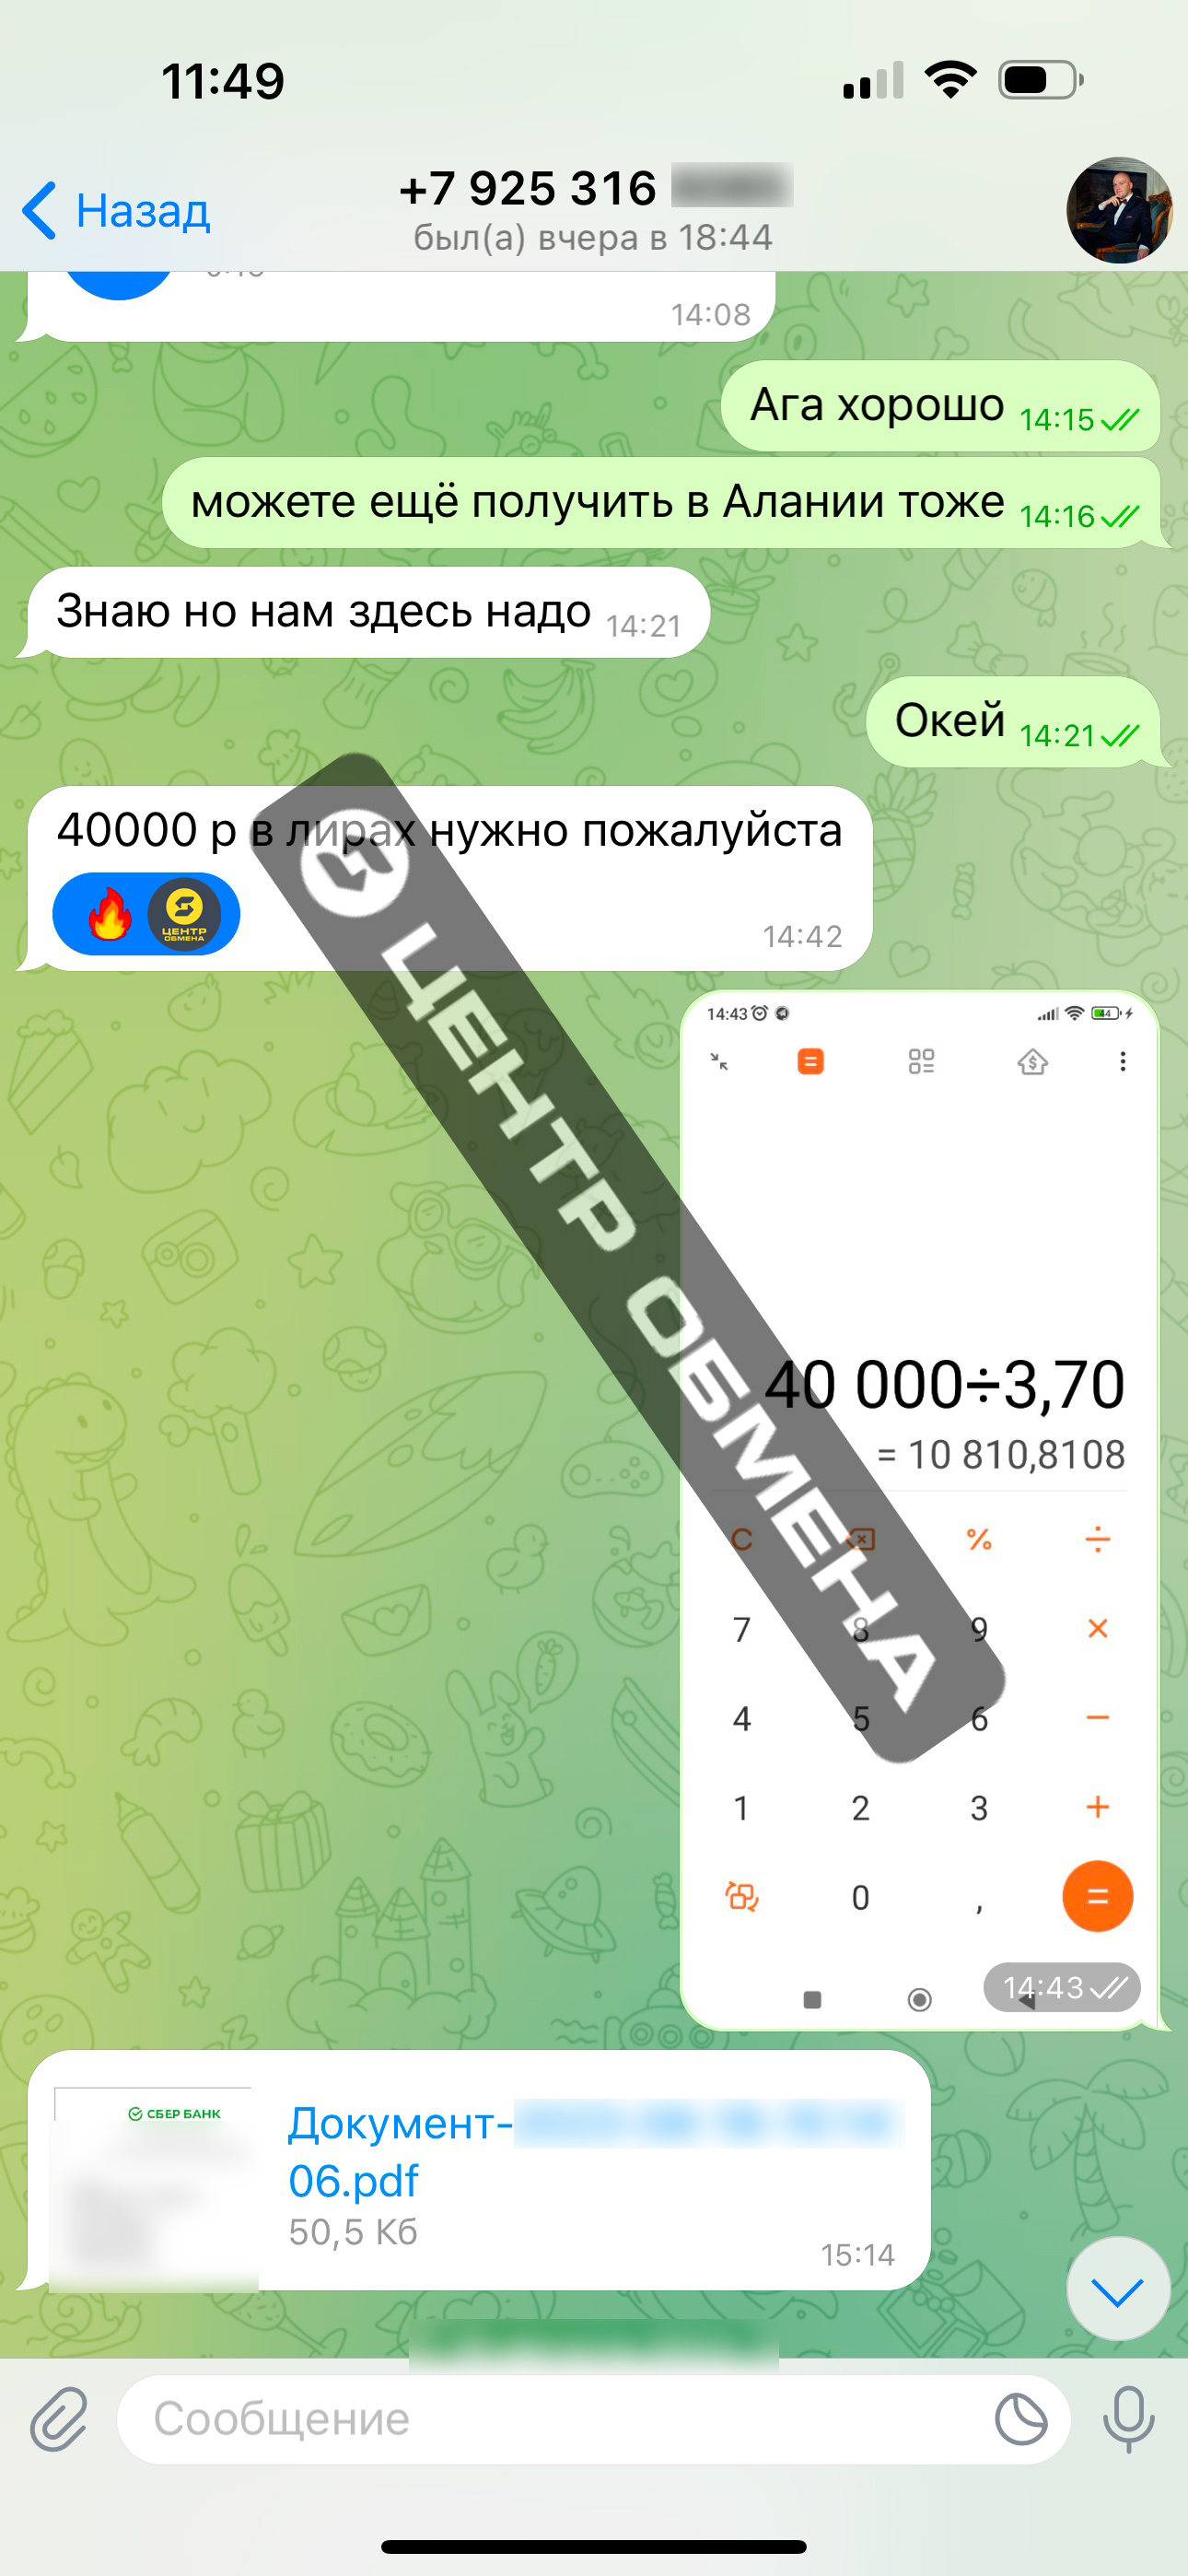 11:49
Назад
+7 925 316
был(а) вчера в 18:44
14:08
Ага хорошо 14:15
можете ещё получить в Алании тоже 14:16
Знаю но нам здесь надо 14:21
Окей 14:21
40000 р в лирах нужно пожалуйста
ЦЕНТР
ОБМЕНА
14:42
ЦЕНТР ОБМЕНА
14:43
44
40 000÷3,70
= 10 810,8108
C % ÷
7 8 9 ×
4 5 6 −
1 2 3 +
0 , =
14:43
СБЕР БАНК
Документ-
06.pdf
50,5 Кб
15:14
Сообщение